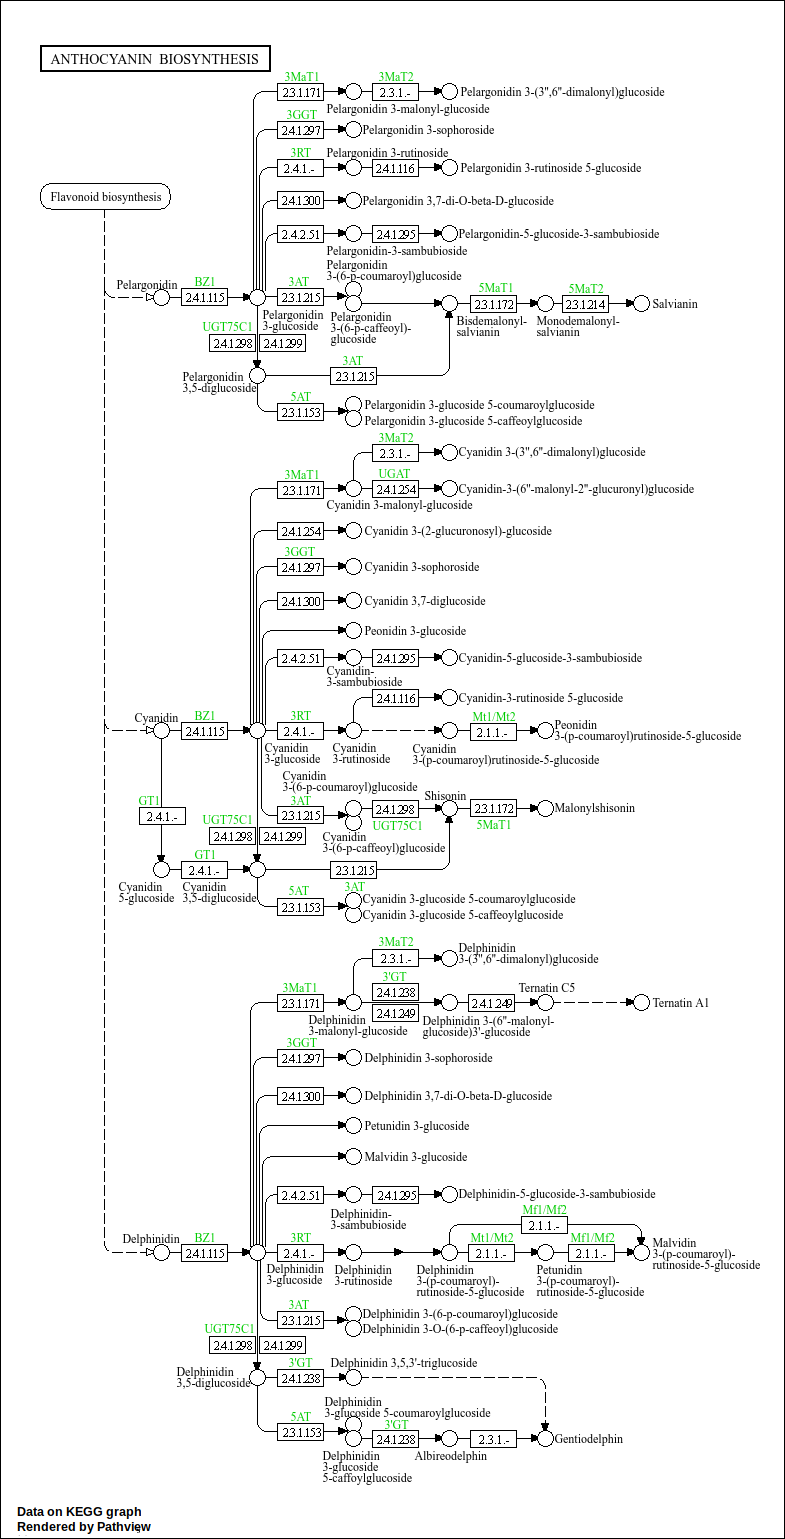 ANTHOCYANIN BIOSYNTHESIS
3MaT1
3MaT2
2.3.1.171
2.3.1.-
Pelargonidin 3-(3",6"-dimalonyl)glucoside
Pelargonidin 3-malonyl-glucoside
3GGT
2.4.1.297
Pelargonidin 3-sophoroside
3RT
Pelargonidin 3-rutinoside
2.4.1.-
2.4.1.116
Pelargonidin 3-rutinoside 5-glucoside
Flavonoid biosynthesis
2.4.1.300
Pelargonidin 3,7-di-O-beta-D-glucoside
2.4.2.51
2.4.1.295
Pelargonidin-5-glucoside-3-sambubioside
Pelargonidin-3-sambubioside
Pelargonidin
3-(6-p-coumaroyl)glucoside
Pelargonidin
BZ1
2.4.1.115
3AT
2.3.1.215
5MaT1
2.3.1.172
5MaT2
2.3.1.214
Salvianin
Pelargonidin
3-glucoside
Pelargonidin
3-(6-p-caffeoyl)-
glucoside
Bisdemalonyl-
salvianin
Monodemalonyl-
salvianin
UGT75C1
2.4.1.298
2.4.1.299
3AT
2.3.1.215
Pelargonidin
3,5-diglucoside
5AT
2.3.1.153
Pelargonidin 3-glucoside 5-coumaroylglucoside
Pelargonidin 3-glucoside 5-caffeoylglucoside
3MaT2
2.3.1.-
Cyanidin 3-(3",6"-dimalonyl)glucoside
3MaT1
2.3.1.171
UGAT
2.4.1.254
Cyanidin-3-(6"-malonyl-2"-glucuronyl)glucoside
Cyanidin 3-malonyl-glucoside
2.4.1.254
Cyanidin 3-(2-glucuronosyl)-glucoside
3GGT
2.4.1.297
Cyanidin 3-sophoroside
2.4.1.300
Cyanidin 3,7-diglucoside
Peonidin 3-glucoside
2.4.2.51
2.4.1.295
Cyanidin-5-glucoside-3-sambubioside
Cyanidin-
3-sambubioside
2.4.1.116
Cyanidin-3-rutinoside 5-glucoside
Cyanidin
BZ1
2.4.1.115
3RT
2.4.1.-
Mt1/Mt2
2.1.1.-
Peonidin
3-(p-coumaroyl)rutinoside-5-glucoside
Cyanidin
3-glucoside
Cyanidin
3-rutinoside
Cyanidin
3-(p-coumaroyl)rutinoside-5-glucoside
Cyanidin
3-(6-p-coumaroyl)glucoside
GT1
2.4.1.-
3AT
2.3.1.215
2.4.1.298
UGT75C1
Shisonin
2.3.1.172
5MaT1
Malonylshisonin
UGT75C1
2.4.1.298
2.4.1.299
Cyanidin
3-(6-p-caffeoyl)glucoside
GT1
2.4.1.-
2.3.1.215
3AT
Cyanidin
5-glucoside
Cyanidin
3,5-diglucoside
5AT
2.3.1.153
Cyanidin 3-glucoside 5-coumaroylglucoside
Cyanidin 3-glucoside 5-caffeoylglucoside
3MaT2
2.3.1.-
Delphinidin
3-(3",6"-dimalonyl)glucoside
3MaT1
2.3.1.171
3'GT
2.4.1.238
2.4.1.249
2.4.1.249
Ternatin C5
Ternatin A1
Delphinidin
3-malonyl-glucoside
Delphinidin 3-(6"-malonyl-
glucoside)3'-glucoside
3GGT
2.4.1.297
Delphinidin 3-sophoroside
2.4.1.300
Delphinidin 3,7-di-O-beta-D-glucoside
Petunidin 3-glucoside
Malvidin 3-glucoside
2.4.2.51
2.4.1.295
Delphinidin-5-glucoside-3-sambubioside
Delphinidin-
3-sambubioside
Mf1/Mf2
2.1.1.-
Delphinidin
BZ1
2.4.1.115
3RT
2.4.1.-
Mt1/Mt2
2.1.1.-
Mf1/Mf2
2.1.1.-
Malvidin
3-(p-coumaroyl)-
rutinoside-5-glucoside
Delphinidin
3-glucoside
Delphinidin
3-rutinoside
Delphinidin
3-(p-coumaroyl)-
rutinoside-5-glucoside
Petunidin
3-(p-coumaroyl)-
rutinoside-5-glucoside
3AT
2.3.1.215
Delphinidin 3-(6-p-coumaroyl)glucoside
Delphinidin 3-O-(6-p-caffeoyl)glucoside
UGT75C1
2.4.1.298
2.4.1.299
Delphinidin
3,5-diglucoside
3'GT
2.4.1.238
Delphinidin 3,5,3'-triglucoside
Delphinidin
3-glucoside 5-coumaroylglucoside
5AT
2.3.1.153
3'GT
2.4.1.238
2.3.1.-
Gentiodelphin
Delphinidin
3-glucoside
5-caffoylglucoside
Albireodelphin
Data on KEGG graph
Rendered by Pathview